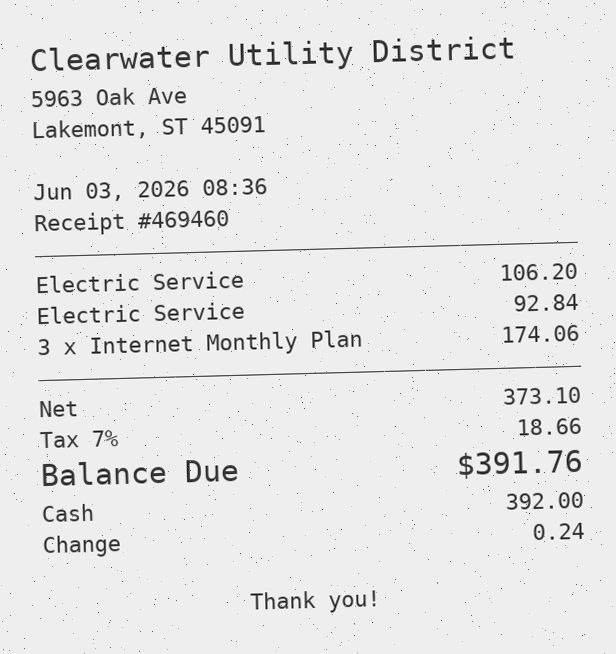 Clearwater Utility District
5963 Oak Ave
Lakemont, ST 45091
Jun 03, 2026 08:36
Receipt #469460
Electric Service 106.20
Electric Service 92.84
3 x Internet Monthly Plan 174.06
Net 373.10
Tax 7% 18.66
Balance Due $391.76
Cash 392.00
Change 0.24
Thank you!